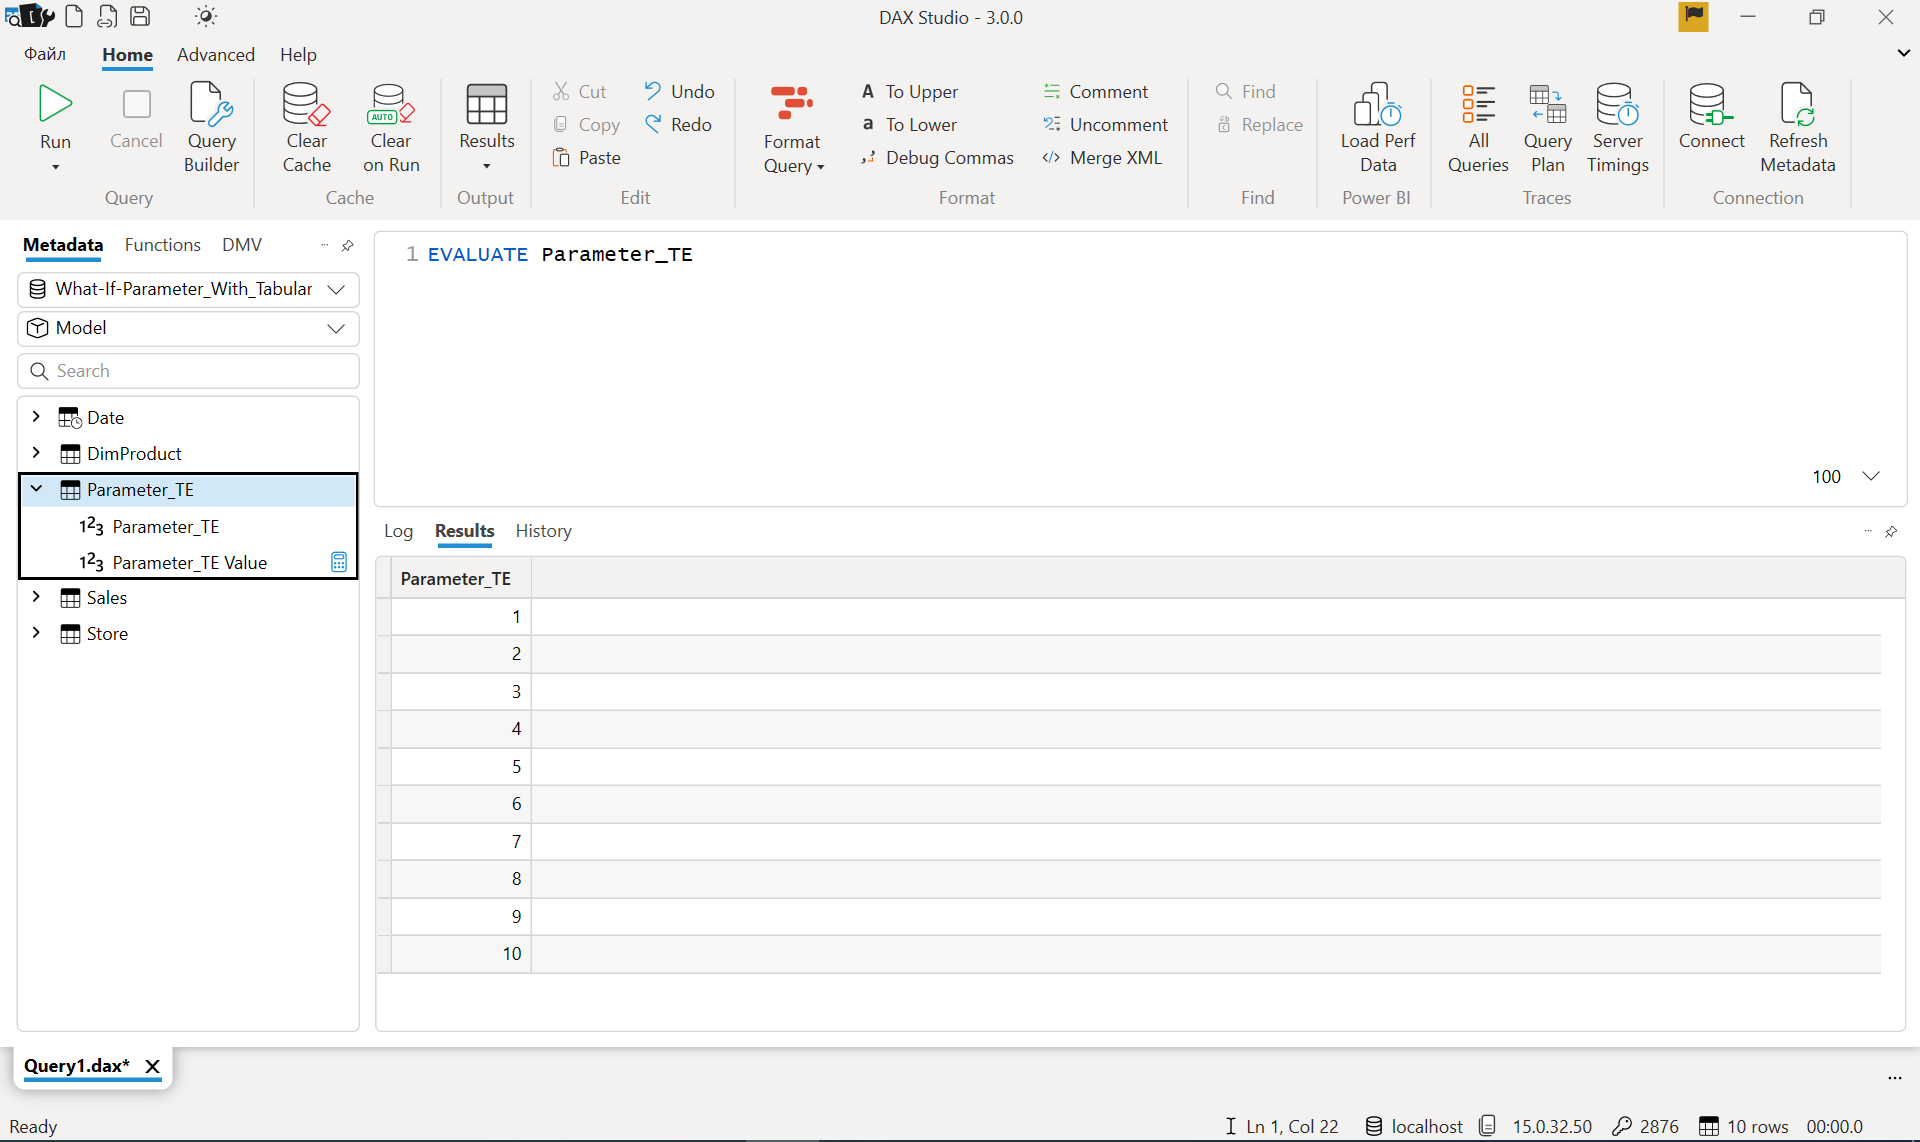 DAX Studio - 3.0.0
Файл Home Advanced Help
Run Cancel Query Builder Clear Cache AUTO Clear on Run Results Cut Copy Paste Undo Redo Format Query A To Upper a To Lower Debug Commas Comment Uncomment Merge XML Find Replace Load Perf Data All Queries Query Plan Server Timings Connect Refresh Metadata
Query Cache Output Edit Format Find Power BI Traces Connection
Metadata Functions DMV
What-If-Parameter_With_Tabular
Model
Search
Date
DimProduct
Parameter_TE
123 Parameter_TE
123 Parameter_TE Value
Sales
Store
1 EVALUATE Parameter_TE
100
Log Results History
Parameter_TE
1
2
3
4
5
6
7
8
9
10
Query1.dax*
Ready Ln 1, Col 22 localhost 15.0.32.50 2876 10 rows 00:00.0